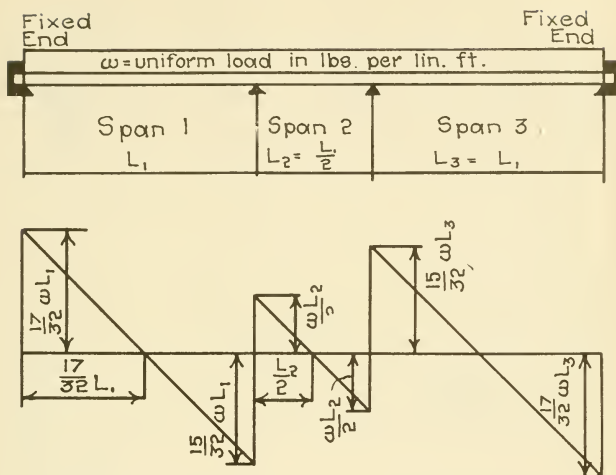 Fixed
End
Fixed
End
ω=uniform load in lbs. per lin. ft.
Span 1
L₁
Span 2
L₂= L₁/2
Span 3
L₃= L₁
17/32 ωL₁
17/32 L₁
15/32 ωL₁
ωL₂/2
L₂/2
ωL₂/2
15/32 ωL₃
17/32 ωL₃